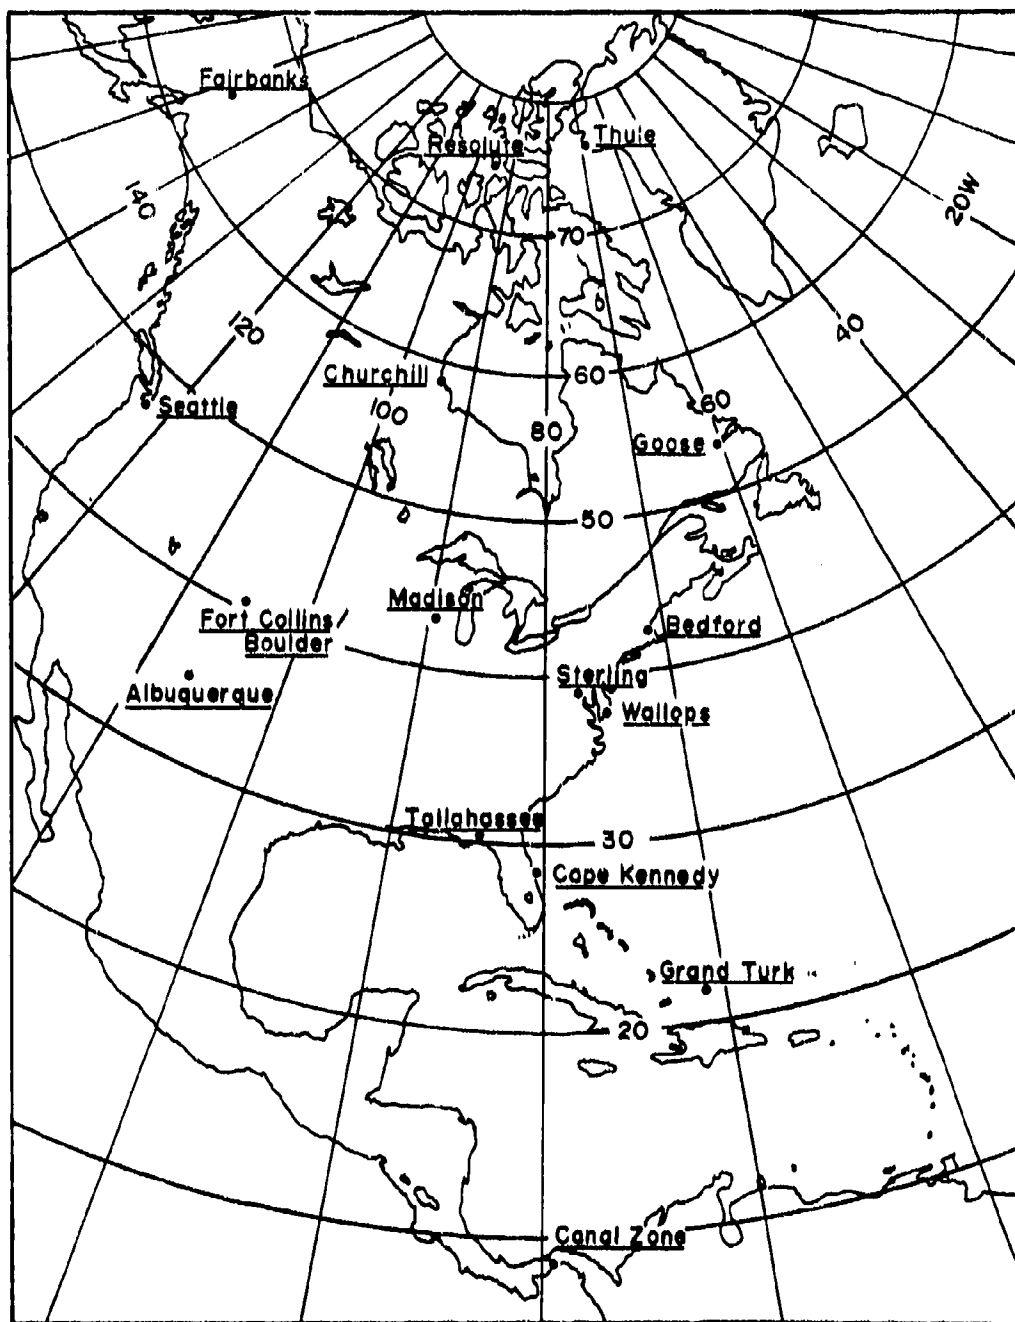 Fairbanks
Resolute
Thule
140
20W
70
120
40
Churchill
60
100
60
Seattle
80
Goose
50
Madison
Fort Collins
Boulder
Bedford
Sterling
Albuquerque
Wallops
Tallahassee
30
Cape Kennedy
Grand Turk
20
Canal Zone